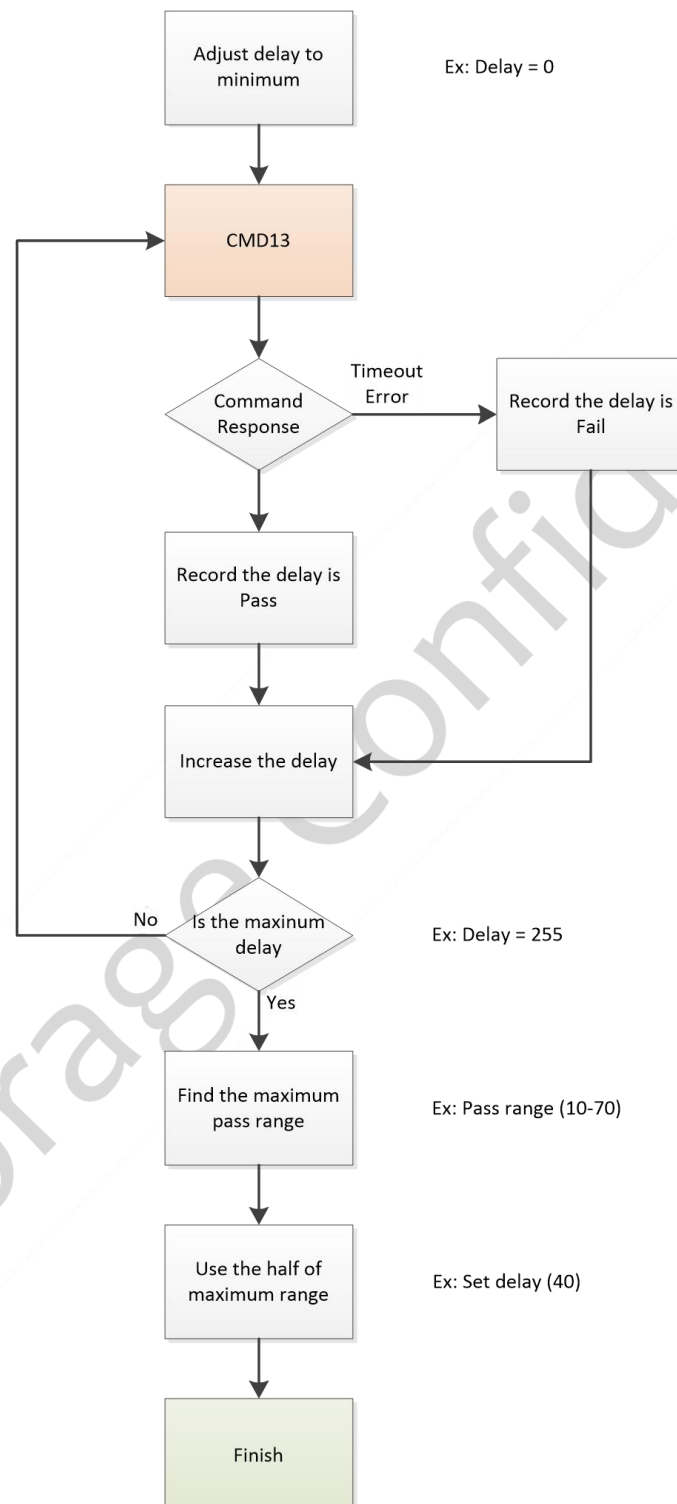 Adjust delay to
minimum
Ex: Delay = 0
CMD13
Timeout
Error
Command
Response
Record the delay is
Fail
Record the delay is
Pass
Increase the delay
No
Is the maxinum
delay
Ex: Delay = 255
Yes
Find the maximum
pass range
Ex: Pass range (10-70)
Use the half of
maximum range
Ex: Set delay (40)
Finish